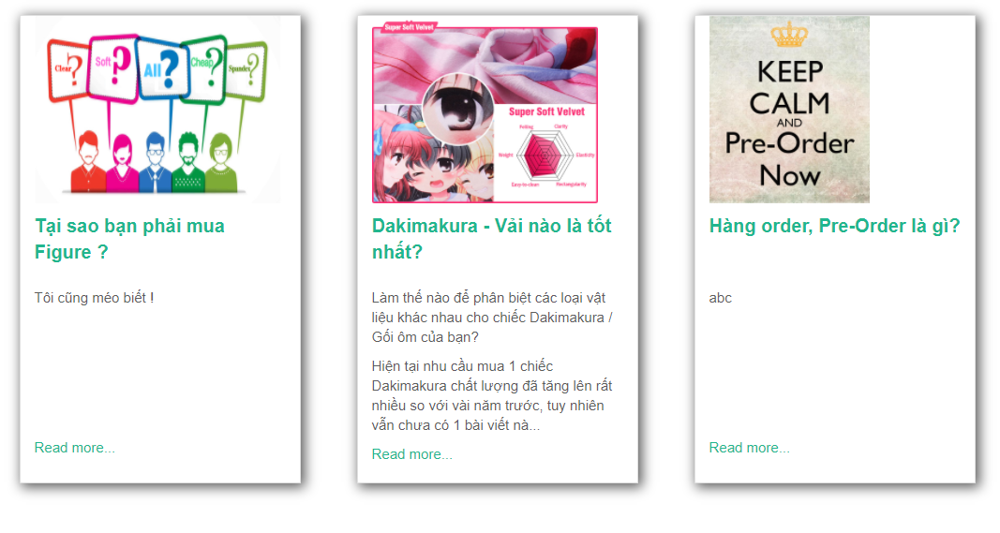 Clear
Soft
All
Cheap
Spander
Tại sao bạn phải mua
Figure ?
Tôi cũng méo biết !
Read more...
Super Soft Velvet
Super Soft Velvet
Feeling
Clarity
Weight
Elasticity
Easy-to-clean
Rectangularity
Dakimakura - Vải nào là tốt
nhất?
Làm thế nào để phân biệt các loại vật
liệu khác nhau cho chiếc Dakimakura /
Gối ôm của bạn?
Hiện tại nhu cầu mua 1 chiếc
Dakimakura chất lượng đã tăng lên rất
nhiều so với vài năm trước, tuy nhiên
vẫn chưa có 1 bài viết nà...
Read more...
KEEP
CALM
AND
Pre-Order
Now
Hàng order, Pre-Order là gì?
abc
Read more...